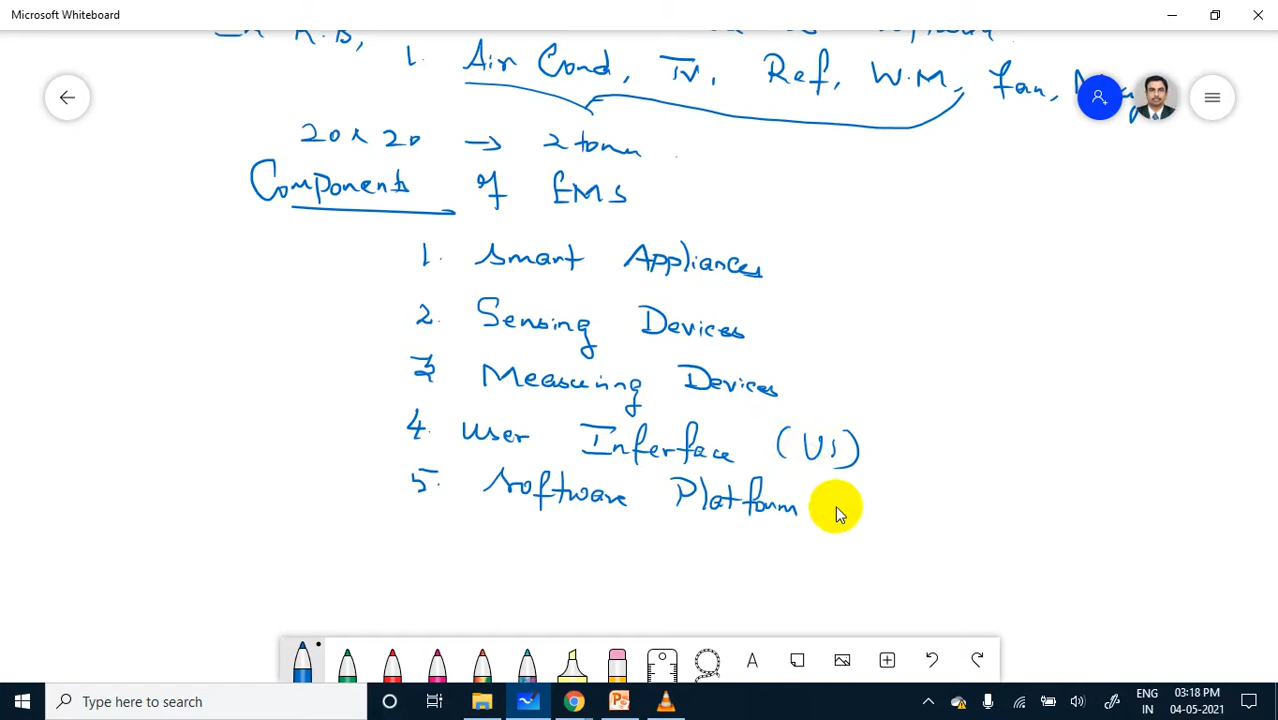 Microsoft Whiteboard
R.B,
1. Air Cond, TV, Ref, W.M, fan,
20 x 20 → 2 tonn
Components of EMS
1. Smart Appliances
2. Sensing Devices
3 Measuring Devices
4. User Interface (UI)
5. Software Platform
Type here to search
ENG
IN
03:18 PM
04-05-2021